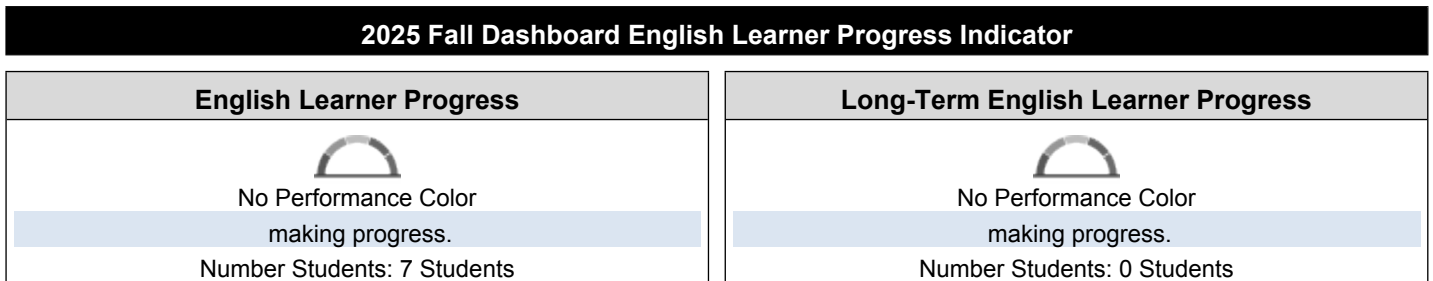 2025 Fall Dashboard English Learner Progress Indicator
English Learner Progress
No Performance Color
making progress.
Number Students: 7 Students
Long-Term English Learner Progress
No Performance Color
making progress.
Number Students: 0 Students